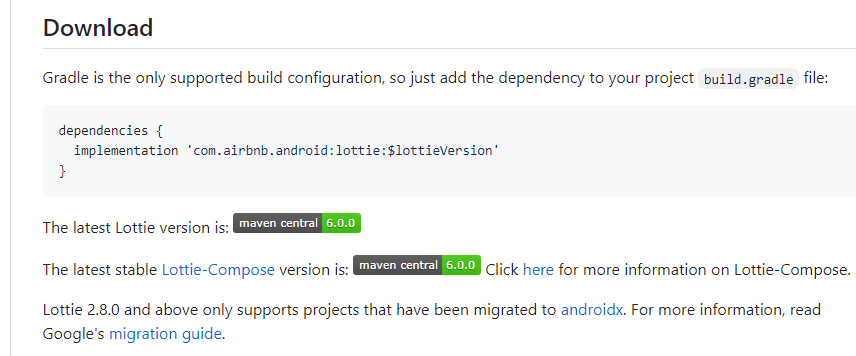 Download
Gradle is the only supported build configuration, so just add the dependency to your project build.gradle file:
dependencies {
  implementation 'com.airbnb.android:lottie:$lottieVersion'
}
The latest Lottie version is: maven central 6.0.0
The latest stable Lottie-Compose version is: maven central 6.0.0 Click here for more information on Lottie-Compose.
Lottie 2.8.0 and above only supports projects that have been migrated to androidx. For more information, read
Google's migration guide.